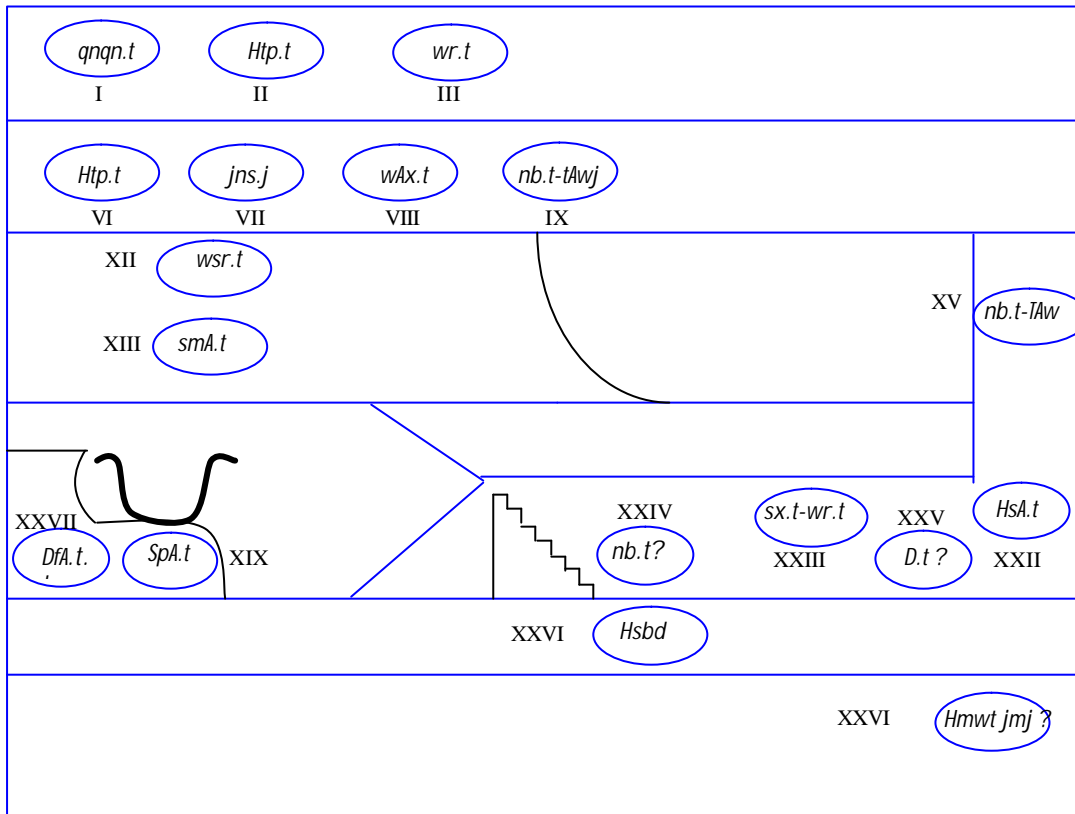 qnqn.t Htp.t wr.t
I II III
Htp.t jns.j wAx.t nb.t-tAwj
VI VII VIII IX
XII wsr.t
XV nb.t-TAw
XIII smA.t
XXVII XXIV sx.t-wr.t XXV HsA.t
DfA.t. SpA.t XIX nb.t? XXIII D.t ? XXII
XXVI Hsbd
XXVI Hmwt jmj ?